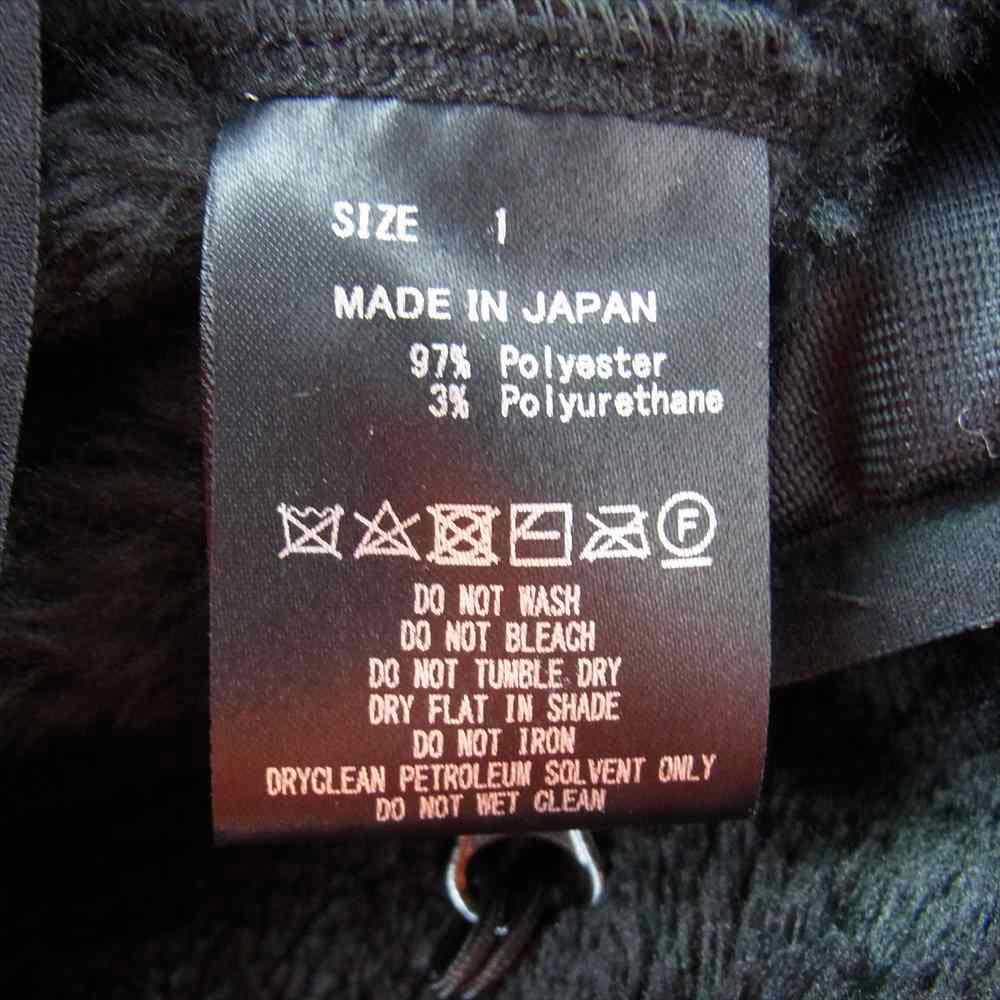 SIZE 1
MADE IN JAPAN
97% Polyester
3% Polyurethane
F
DO NOT WASH
DO NOT BLEACH
DO NOT TUMBLE DRY
DRY FLAT IN SHADE
DO NOT IRON
DRYCLEAN PETROLEUM SOLVENT ONLY
DO NOT WET CLEAN